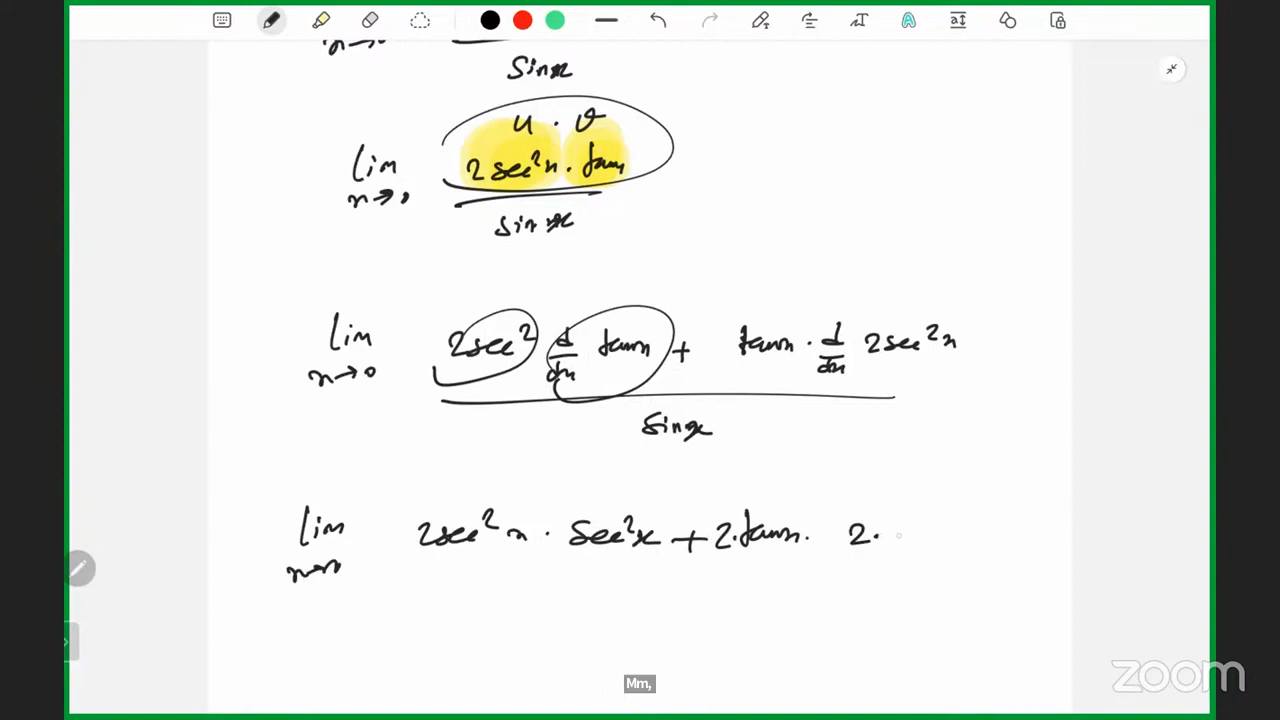 Sinx
u . v
lim 2sec²x . tanx
x→0
sinx
lim 2sec² d/dx tanx + tanx . d/dx 2sec²x
x→0
Sinx
lim 2sec²x . sec²x + 2.tanx. 2.
Mm,
zoom